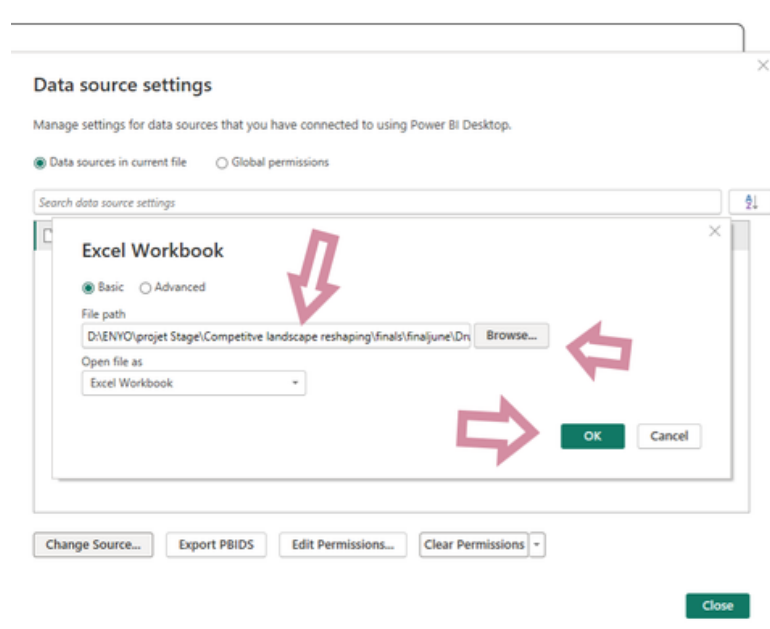 Data source settings
Manage settings for data sources that you have connected to using Power BI Desktop.
Data sources in current file Global permissions
Search data source settings
Excel Workbook
Basic Advanced
File path
D:\ENYO\projet Stage\Competitve landscape reshaping\finals\finaljune\Dru Browse...
Open file as
Excel Workbook
OK Cancel
Change Source... Export PBIDS Edit Permissions... Clear Permissions
Close